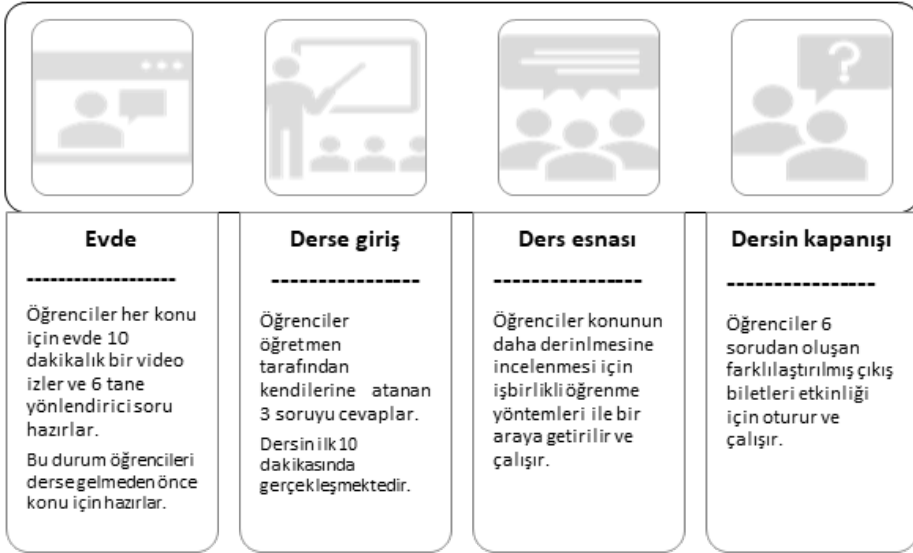 ?
Evde
-------------------
Öğrenciler her konu
için evde 10
dakikalık bir video
izler ve 6 tane
yönlendirici soru
hazırlar.
Bu durum öğrencileri
derse gelmeden önce
konu için hazırlar.
Derse giriş
----------------
Öğrenciler
öğretmen
tarafından
kendilerine atanan
3 soruyu cevaplar.
Dersin ilk 10
dakikasında
gerçekleşmektedir.
Ders esnası
----------------
Öğrenciler konunun
daha derinlmesine
incelenmesi için
işbirlikli öğrenme
yöntemleri ile bir
araya getirilir ve
çalışır.
Dersin kapanışı
----------------
Öğrenciler 6
sorudan oluşan
farklılaştırılmış çıkış
biletleri etkinliği
için oturur ve
çalışır.